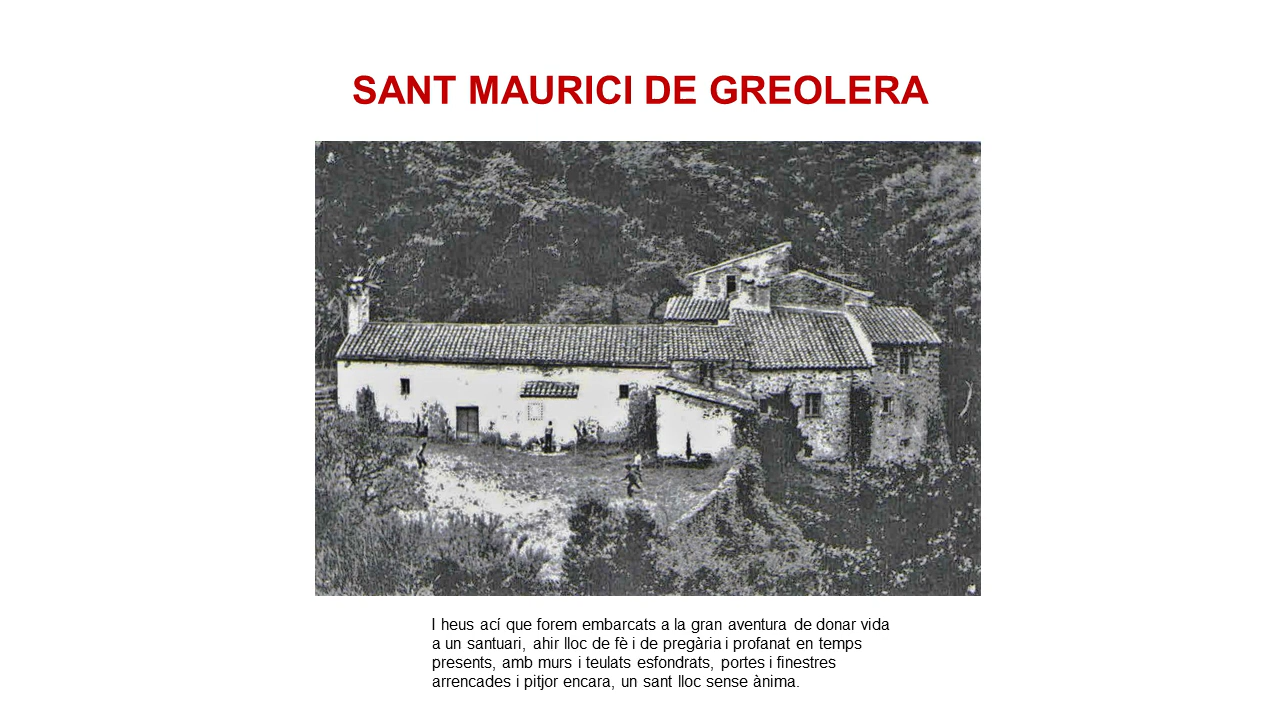 SANT MAURICI DE GREOLERA
I heus ací que forem embarcats a la gran aventura de donar vida
a un santuari, ahir lloc de fè i de pregària i profanat en temps
presents, amb murs i teulats esfondrats, portes i finestres
arrencades i pitjor encara, un sant lloc sense ànima.